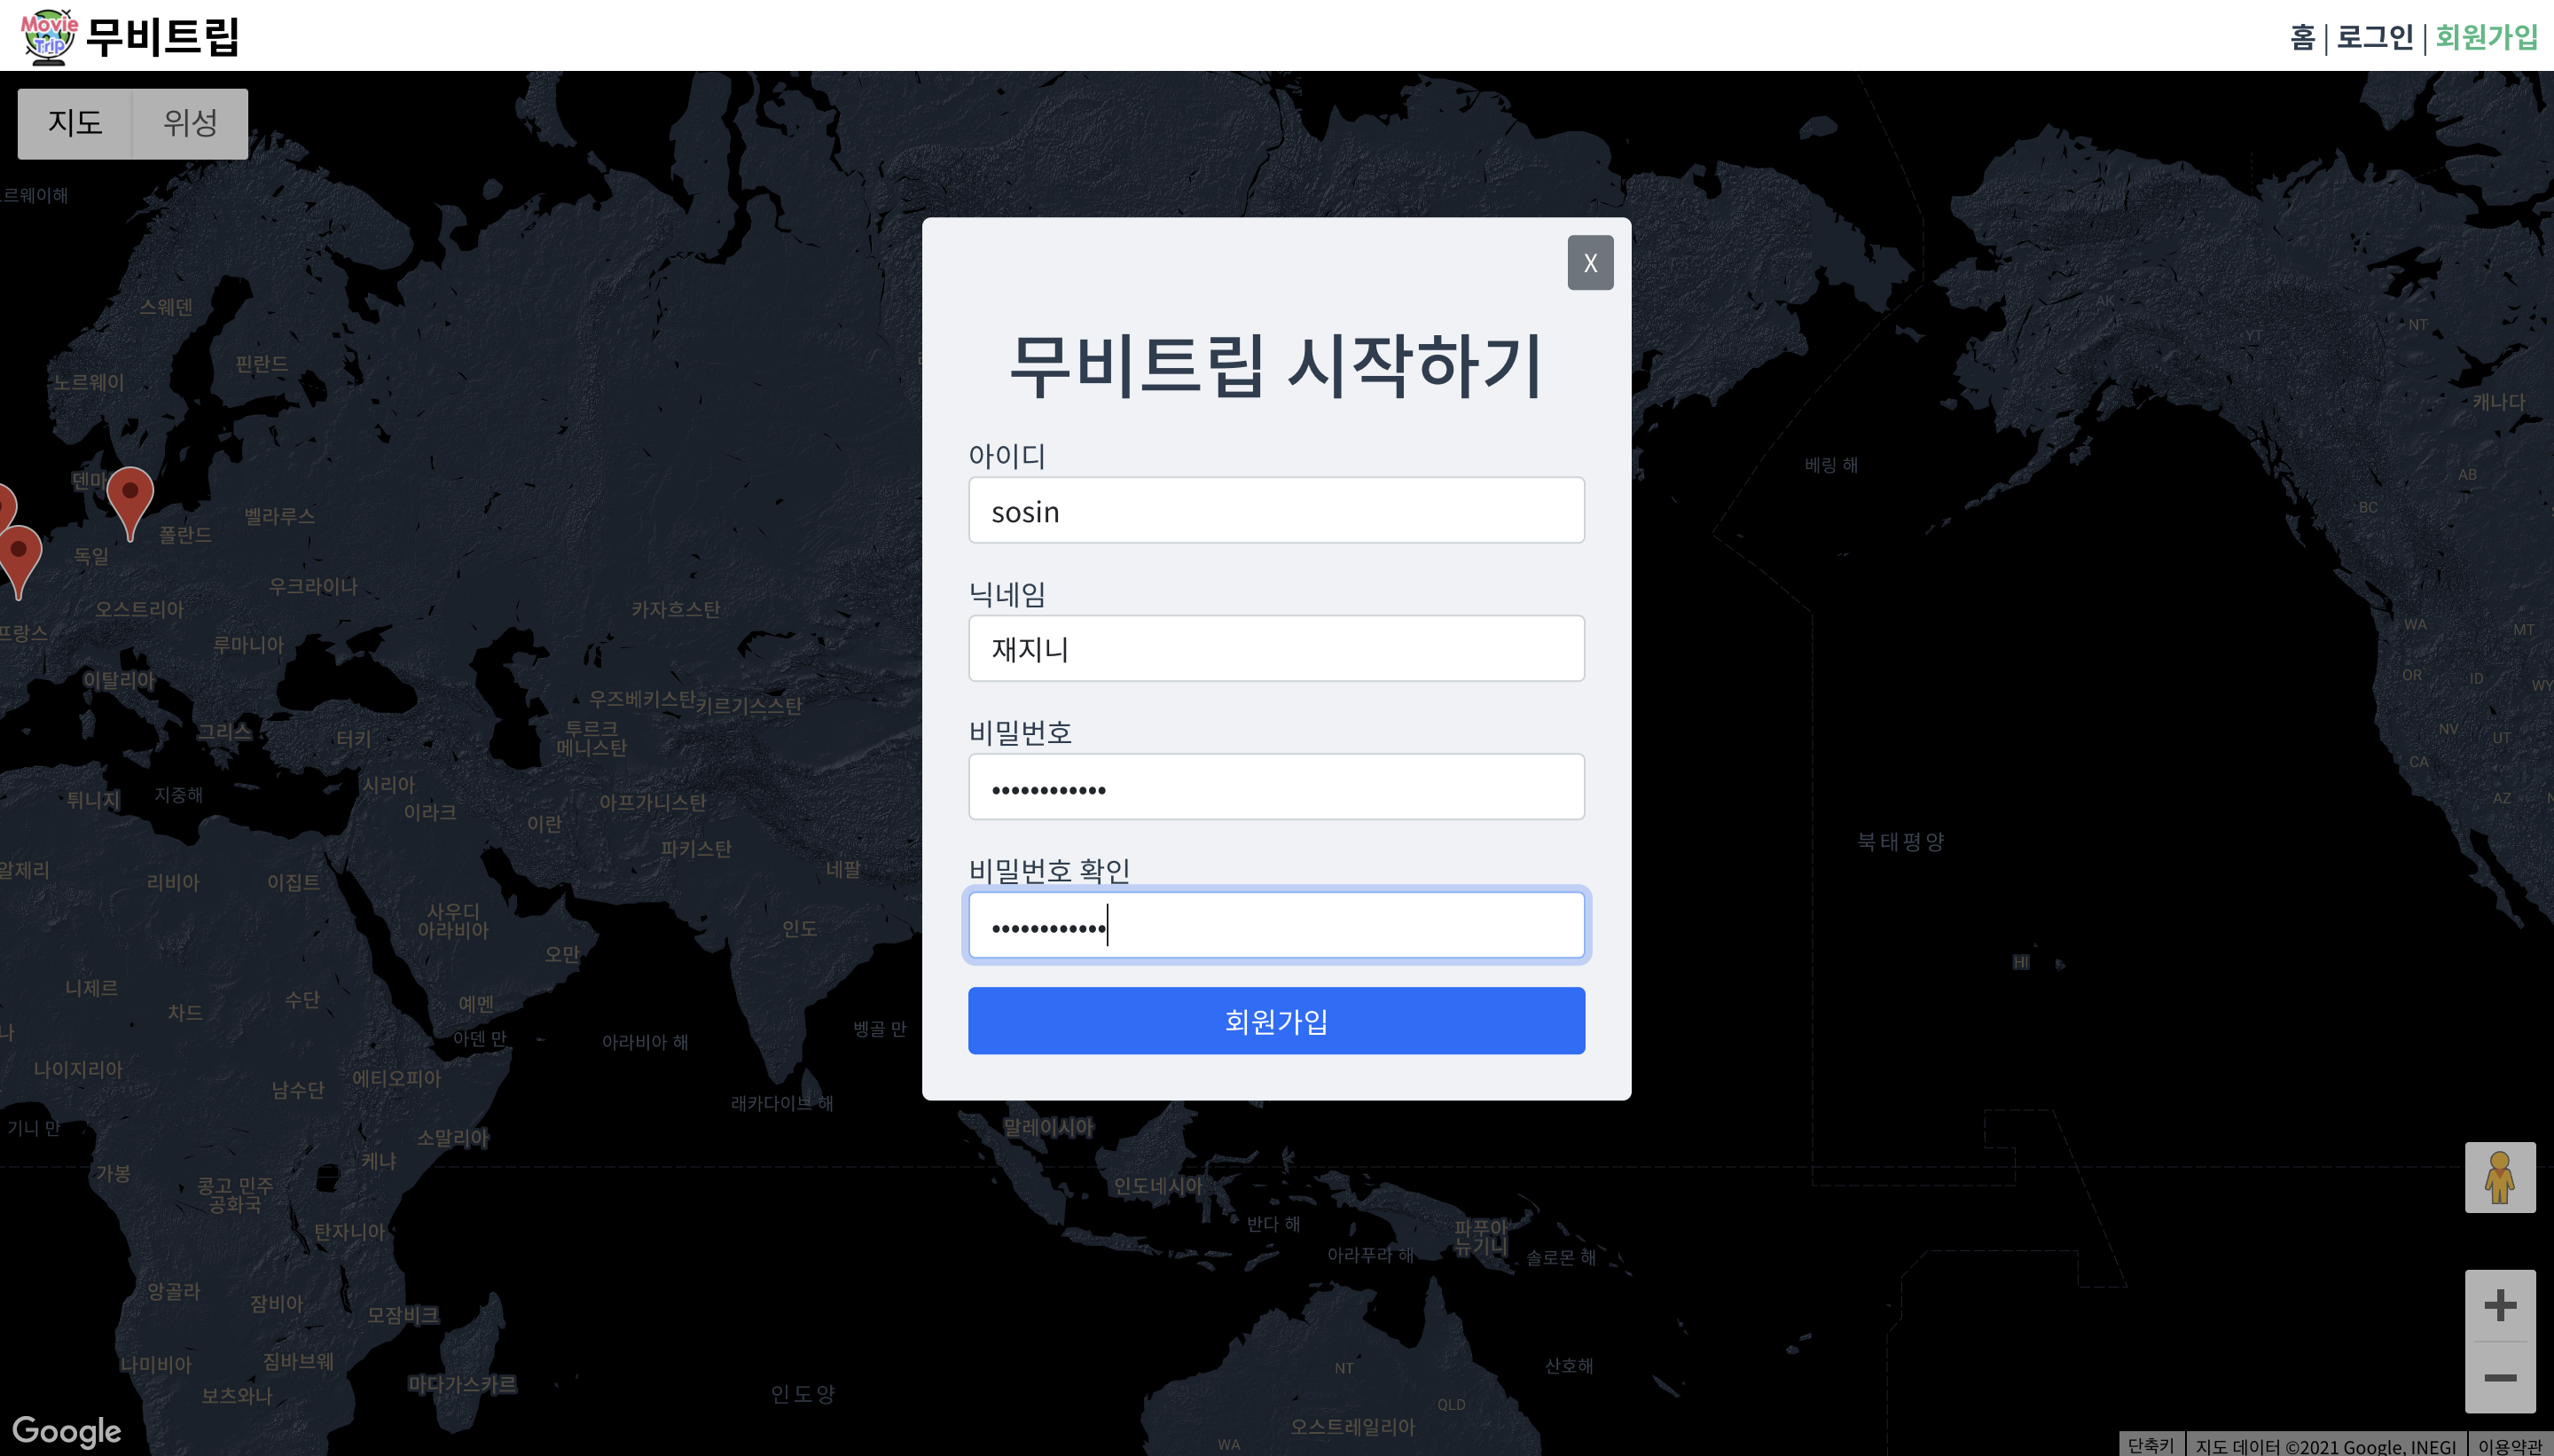 Movie Trip 무비트립
홈 | 로그인 | 회원가입
지도 위성
르웨이해
스웨덴
핀란드
노르웨이
덴마
벨라루스
폴란드
독일
우크라이나
오스트리아
카자흐스탄
프랑스
루마니아
이탈리아
우즈베키스탄
키르기스스탄
그리스
터키
투르크
메니스탄
시리아
튀니지
지중해
이라크
아프가니스탄
이란
파키스탄
알제리
네팔
리비아
이집트
사우디
아라비아
인도
오만
니제르
수단
예멘
차드
벵골 만
나
아덴 만
아라비아 해
나이지리아
에티오피아
남수단
래카다이브 해
기니 만
소말리아
케냐
가봉
콩고 민주
공화국
탄자니아
앙골라
잠비아
모잠비크
나미비아
짐바브웨
마다가스카르
보츠와나
인도양
Google
X
무비트립 시작하기
아이디
sosin
닉네임
재지니
비밀번호
••••••••••••
비밀번호 확인
••••••••••••
회원가입
말레이시아
인도네시아
반다 해
파푸아
뉴기니
아라푸라 해
솔로몬 해
산호해
NT
QLD
오스트레일리아
WA
AK
NT
YT
캐나다
베링 해
AB
BC
WA
MT
OR
ID
WY
NV
UT
CA
AZ
북태평양
HI
단축키
지도 데이터 ©2021 Google, INEGI
이용약관